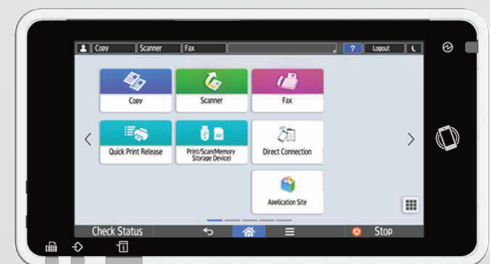 Copy Scanner Fax ? Logout
Copy Scanner Fax
Quick Print Release Print/Scan(Memory Storage Device) Direct Connection
Application Site
Check Status Stop